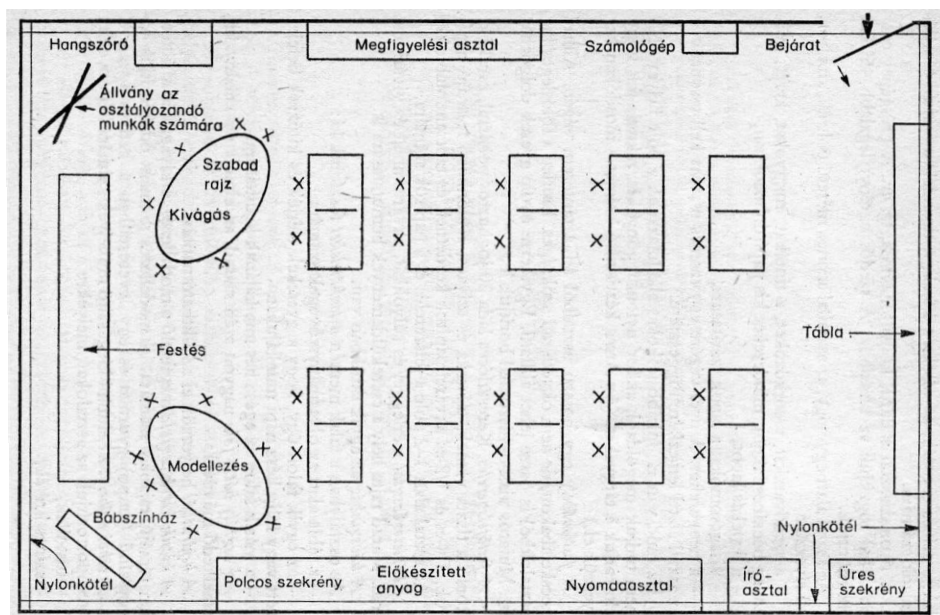 Hangszóró
Megfigyelési asztal
Számológép
Bejárat
Állvány az
osztályozandó
munkák számára
Szabad
rajz
Kivágás
Festés
Tábla
Modellezés
Bábszínház
Nylonkötél
Nylonkötél
Polcos szekrény
Előkészített
anyag
Nyomdaasztal
Író-
asztal
Üres
szekrény